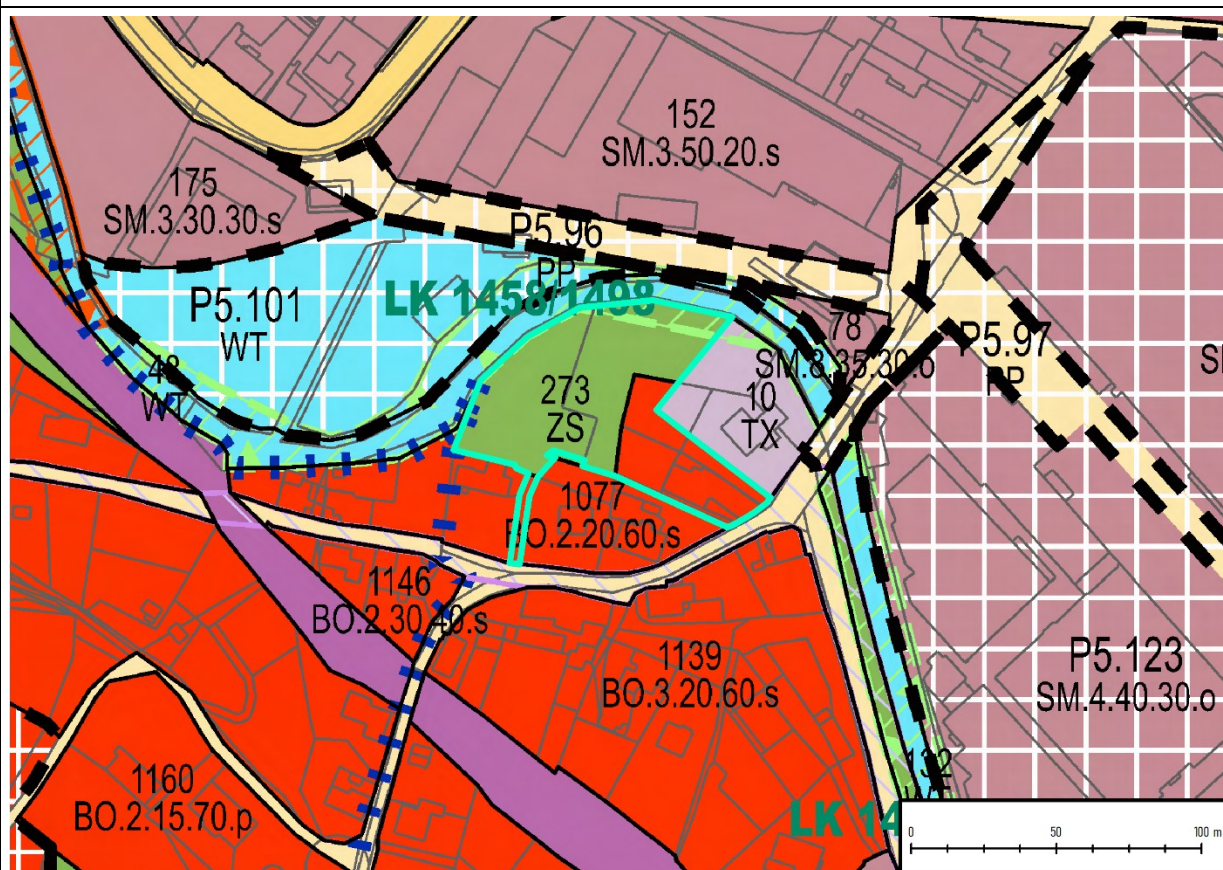 152
SM.3.50.20.s
175
SM.3.30.30.s
P5.96
PP
LK 1458/1498
P5.101
WT
78
SM.8.35.30.o
P5.97
PP
48
WT
273
ZS
10
TX
1077
BO.2.20.60.s
1146
BO.2.30.40.s
1139
BO.3.20.60.s
P5.123
SM.4.40.30.o
132
1160
BO.2.15.70.p
LK 14
0 50 100 m